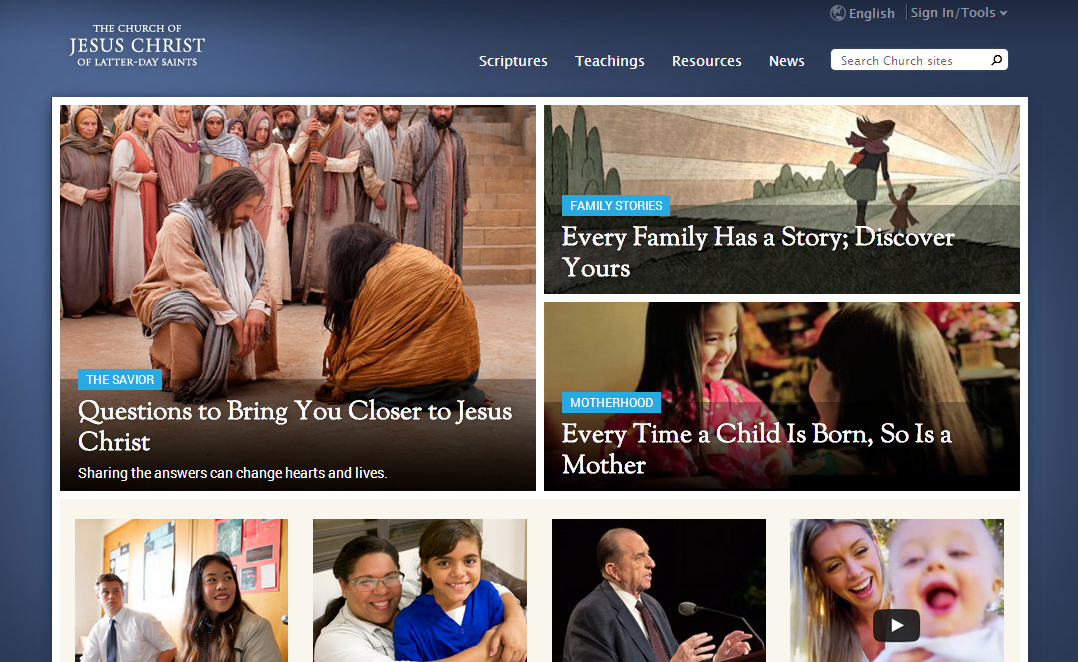 English
Sign In/Tools
THE CHURCH OF
JESUS CHRIST
OF LATTER-DAY SAINTS
Scriptures
Teachings
Resources
News
Search Church sites
THE SAVIOR
Questions to Bring You Closer to Jesus
Christ
Sharing the answers can change hearts and lives.
FAMILY STORIES
Every Family Has a Story; Discover
Yours
MOTHERHOOD
Every Time a Child Is Born, So Is a
Mother